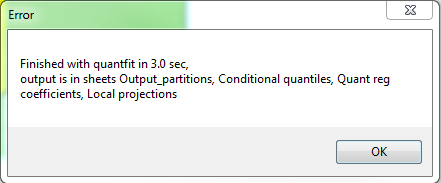 Error
Finished with quantfit in 3.0 sec,
output is in sheets Output_partitions, Conditional quantiles, Quant reg
coefficients, Local projections
OK